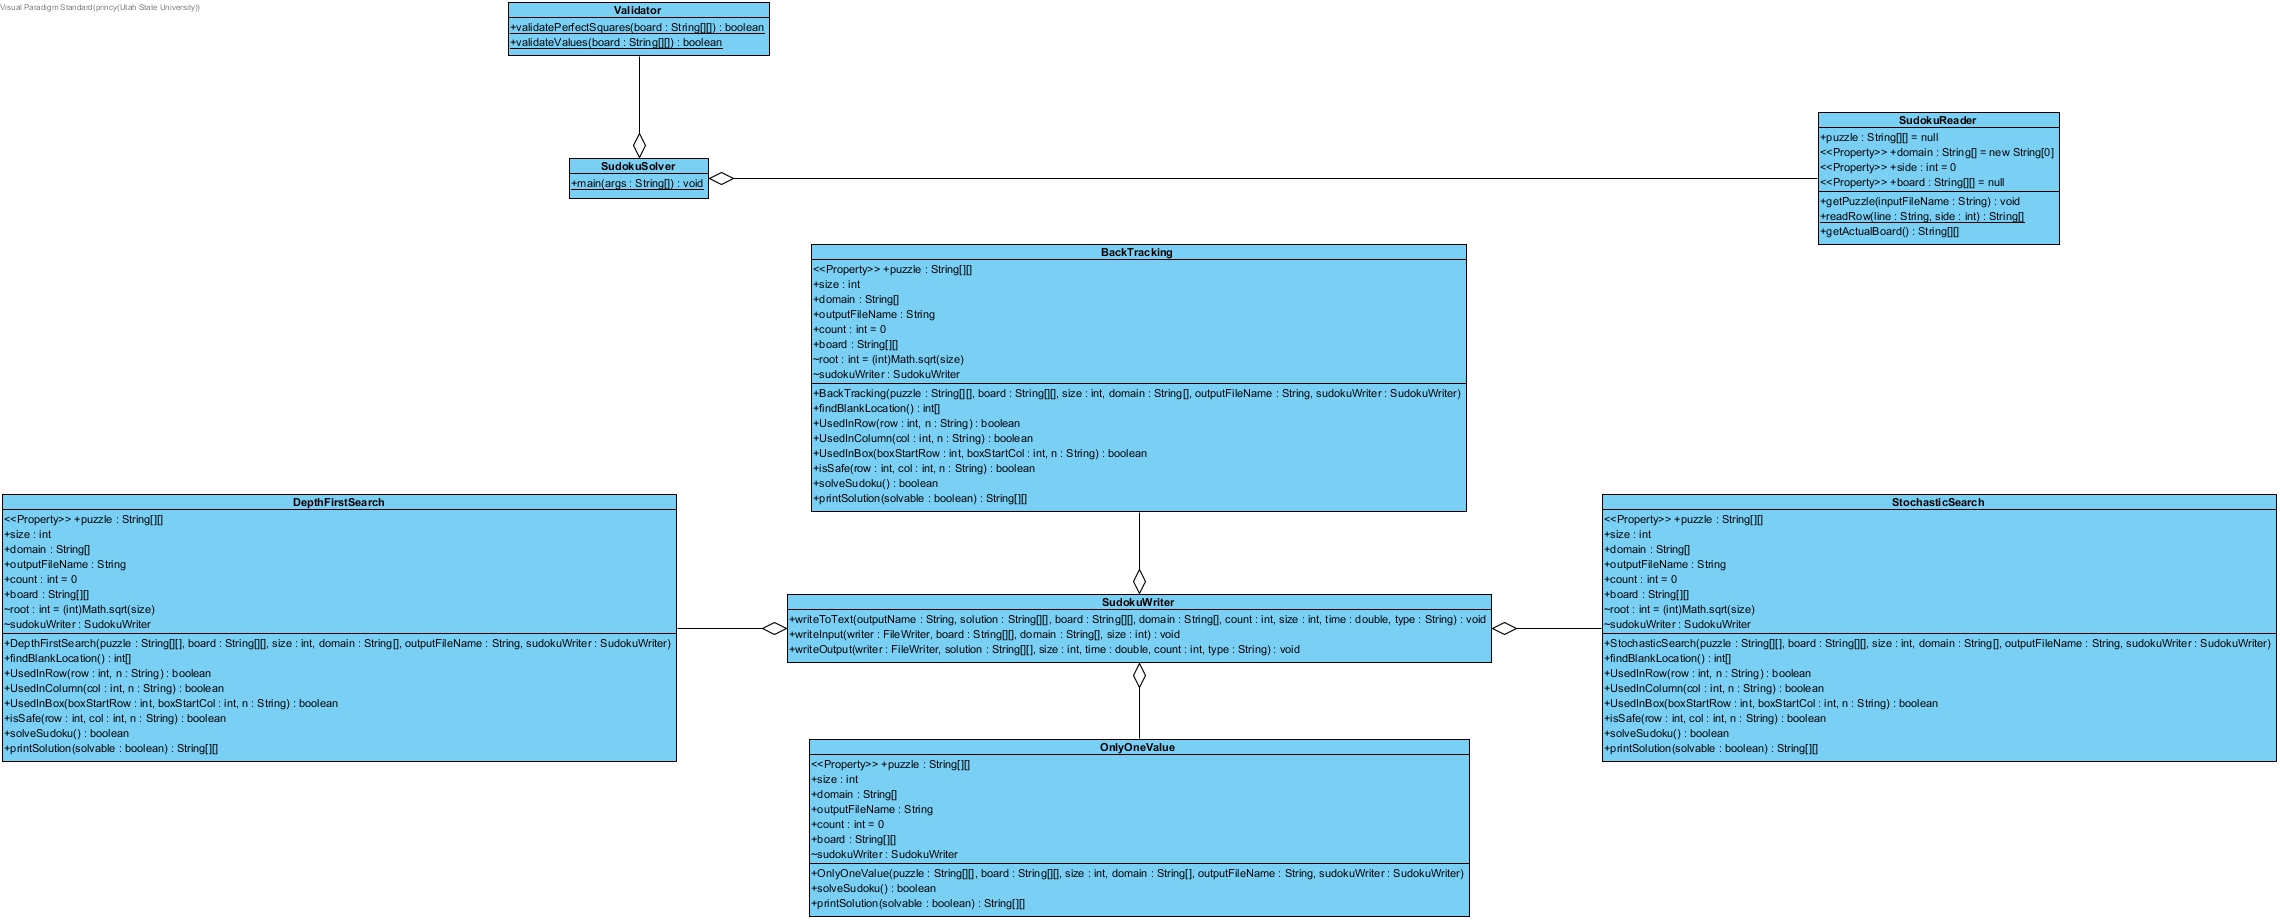 Visual Paradigm Standard(princy(Utah State University))
Validator
+validatePerfectSquares(board : String[][]) : boolean
+validateValues(board : String[][]) : boolean
SudokuSolver
+main(args : String[]) : void
SudokuReader
+puzzle : String[][] = null
<<Property>> +domain : String[] = new String[0]
<<Property>> +side : int = 0
<<Property>> +board : String[][] = null
+getPuzzle(inputFileName : String) : void
+readRow(line : String, side : int) : String[]
+getActualBoard() : String[][]
BackTracking
<<Property>> +puzzle : String[][]
+size : int
+domain : String[]
+outputFileName : String
+count : int = 0
+board : String[][]
~root : int = (int)Math.sqrt(size)
~sudokuWriter : SudokuWriter
+BackTracking(puzzle : String[][], board : String[][], size : int, domain : String[], outputFileName : String, sudokuWriter : SudokuWriter)
+findBlankLocation() : int[]
+UsedInRow(row : int, n : String) : boolean
+UsedInColumn(col : int, n : String) : boolean
+UsedInBox(boxStartRow : int, boxStartCol : int, n : String) : boolean
+isSafe(row : int, col : int, n : String) : boolean
+solveSudoku() : boolean
+printSolution(solvable : boolean) : String[][]
DepthFirstSearch
<<Property>> +puzzle : String[][]
+size : int
+domain : String[]
+outputFileName : String
+count : int = 0
+board : String[][]
~root : int = (int)Math.sqrt(size)
~sudokuWriter : SudokuWriter
+DepthFirstSearch(puzzle : String[][], board : String[][], size : int, domain : String[], outputFileName : String, sudokuWriter : SudokuWriter)
+findBlankLocation() : int[]
+UsedInRow(row : int, n : String) : boolean
+UsedInColumn(col : int, n : String) : boolean
+UsedInBox(boxStartRow : int, boxStartCol : int, n : String) : boolean
+isSafe(row : int, col : int, n : String) : boolean
+solveSudoku() : boolean
+printSolution(solvable : boolean) : String[][]
SudokuWriter
+writeToText(outputName : String, solution : String[][], board : String[][], domain : String[], count : int, size : int, time : double, type : String) : void
+writeInput(writer : FileWriter, board : String[][], domain : String[], size : int) : void
+writeOutput(writer : FileWriter, solution : String[][], size : int, time : double, count : int, type : String) : void
StochasticSearch
<<Property>> +puzzle : String[][]
+size : int
+domain : String[]
+outputFileName : String
+count : int = 0
+board : String[][]
~root : int = (int)Math.sqrt(size)
~sudokuWriter : SudokuWriter
+StochasticSearch(puzzle : String[][], board : String[][], size : int, domain : String[], outputFileName : String, sudokuWriter : SudokuWriter)
+findBlankLocation() : int[]
+UsedInRow(row : int, n : String) : boolean
+UsedInColumn(col : int, n : String) : boolean
+UsedInBox(boxStartRow : int, boxStartCol : int, n : String) : boolean
+isSafe(row : int, col : int, n : String) : boolean
+solveSudoku() : boolean
+printSolution(solvable : boolean) : String[][]
OnlyOneValue
<<Property>> +puzzle : String[][]
+size : int
+domain : String[]
+outputFileName : String
+count : int = 0
+board : String[][]
~sudokuWriter : SudokuWriter
+OnlyOneValue(puzzle : String[][], board : String[][], size : int, domain : String[], outputFileName : String, sudokuWriter : SudokuWriter)
+solveSudoku() : boolean
+printSolution(solvable : boolean) : String[][]